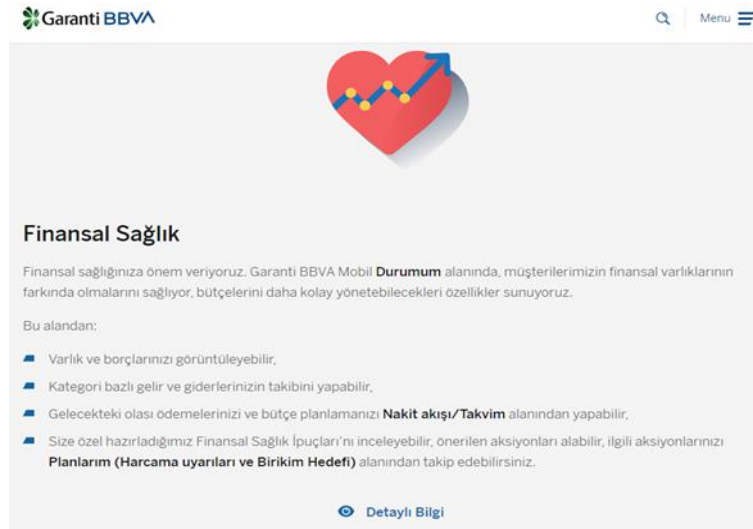 Garanti BBVA
Menu
Finansal Sağlık
Finansal sağlığınıza önem veriyoruz. Garanti BBVA Mobil Durumum alanında, müşterilerimizin finansal varlıklarının
farkında olmalarını sağlıyor, bütçelerini daha kolay yönetebilecekleri özellikler sunuyoruz.
Bu alandan:
Varlık ve borçlarınızı görüntüleyebilir,
Kategori bazlı gelir ve giderlerinizin takibini yapabilir,
Gelecekteki olası ödemelerinizi ve bütçe planlamanızı Nakit akışı/Takvim alanından yapabilir,
Size özel hazırladığımız Finansal Sağlık İpuçları'nı inceleyebilir, önerilen aksiyonları alabilir, ilgili aksiyonlarınızı
Planlarım (Harcama uyarıları ve Birikim Hedefi) alanından takip edebilirsiniz.
Detaylı Bilgi